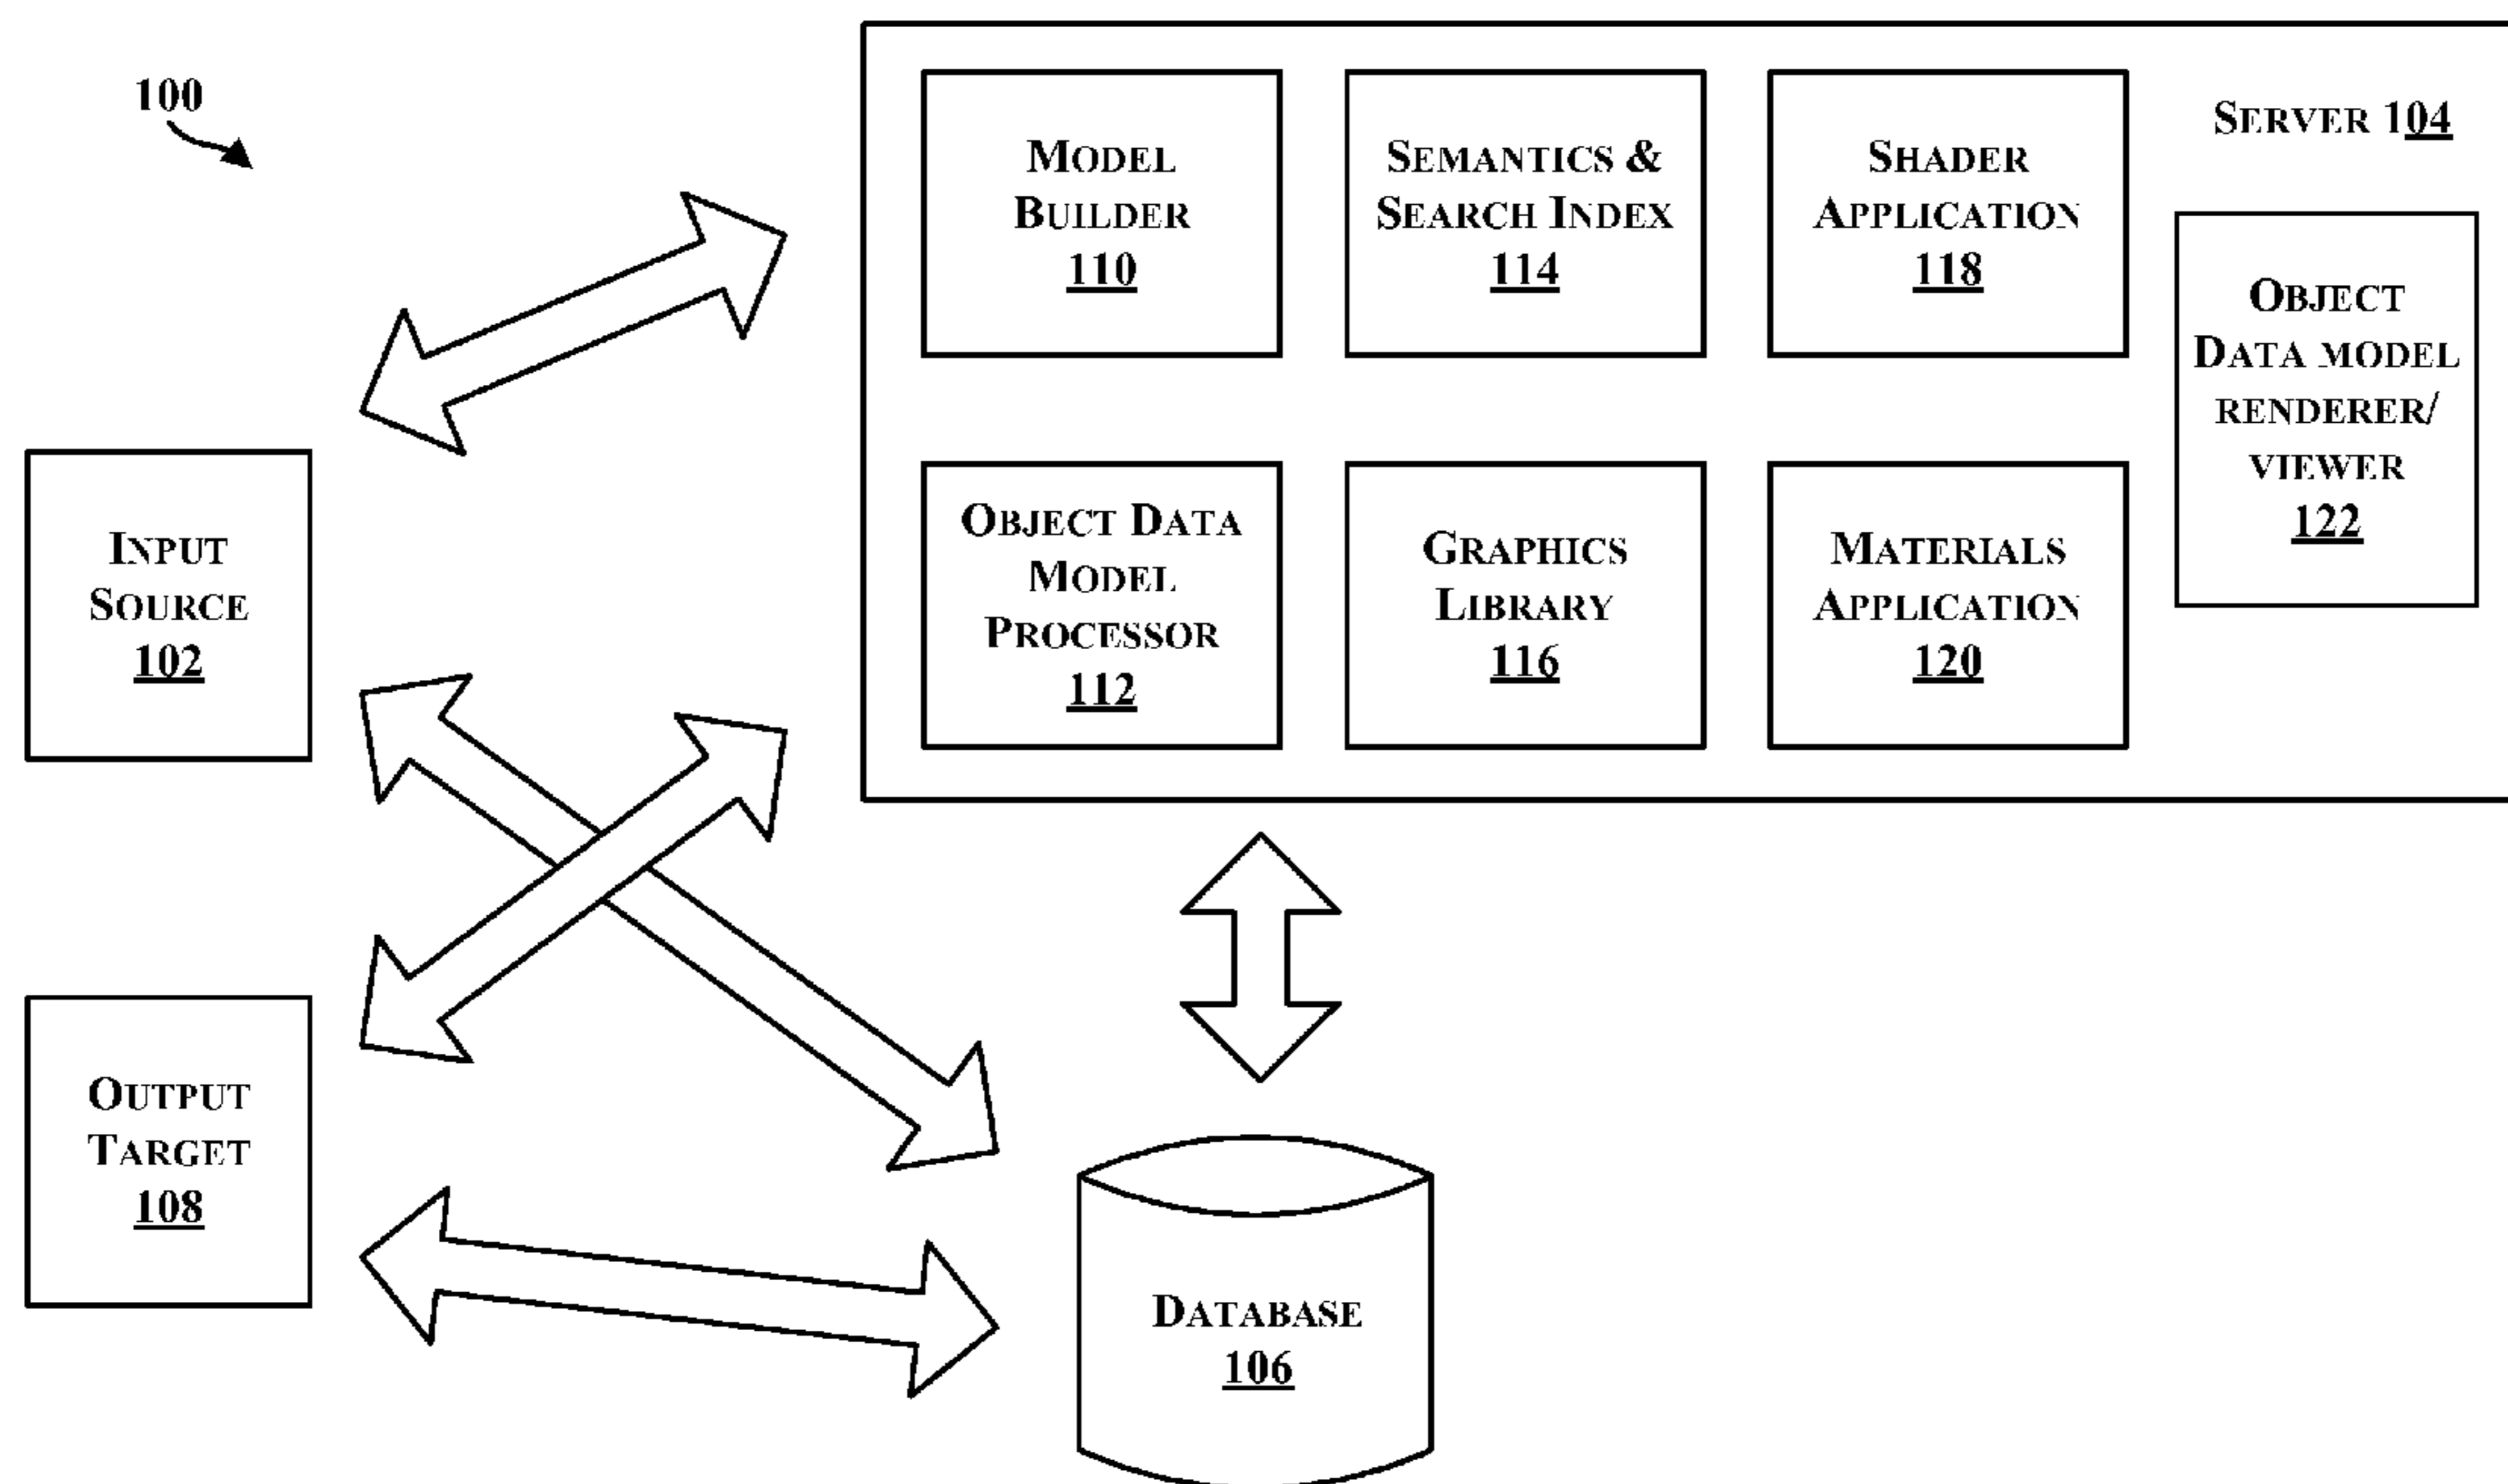 100
SERVER 104
MODEL
BUILDER
110
SEMANTICS &
SEARCH INDEX
114
SHADER
APPLICATION
118
OBJECT
DATA MODEL
RENDERER/
VIEWER
122
OBJECT DATA
MODEL
PROCESSOR
112
GRAPHICS
LIBRARY
116
MATERIALS
APPLICATION
120
INPUT
SOURCE
102
OUTPUT
TARGET
108
DATABASE
106